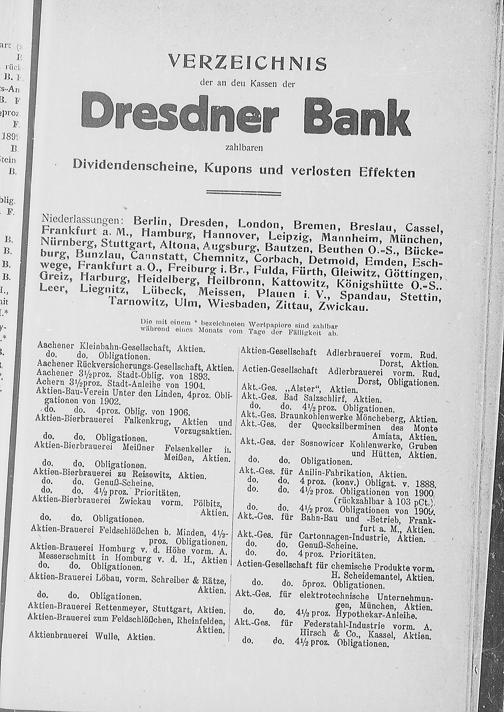 VERZEICHNIS
der an den Kassen der
Dresdner Bank
zahlbaren
Dividendenscheine, Kupons und verlosten Effekten
Niederlassungen: Berlin, Dresden, London, Bremen, Breslau, Cassel,
Frankfurt a. M., Hamburg, Hannover, Leipzig, Mannheim, München,
Nürnberg, Stuttgart, Altona, Augsburg, Bautzen, Beuthen O.-S., Bücke-
burg, Bunzlau, Cannstatt, Chemnitz, Corbach, Detmold, Emden, Esch-
wege, Frankfurt a. O., Freiburg i. Br., Fulda, Fürth, Gleiwitz, Göttingen,
Greiz, Harburg, Heidelberg, Heilbronn, Kattowitz, Königshütte O.-S.,
Leer, Liegnitz, Lübeck, Meissen, Plauen i. V., Spandau, Stettin,
Tarnowitz, Ulm, Wiesbaden, Zittau, Zwickau.
Die mit einem * bezeichneten Wertpapiere sind zahlbar
während eines Monats vom Tage der Fälligkeit ab.
Aachener Kleinbahn-Gesellschaft, Aktien.
do. do. Obligationen.
Aachener Rückversicherungs-Gesellschaft, Aktien.
Aachener 3½proz. Stadt-Oblig. von 1893.
Achern 3½proz. Stadt-Anleihe von 1904.
Aktien-Bau-Verein Unter den Linden, 4proz. Obli-
gationen von 1902.
do. do. 4proz. Oblig. von 1906.
Aktien-Bierbrauerei Falkenkrug, Aktien und
Vorzugsaktien.
do. do. Obligationen.
Aktien-Bierbrauerei Meißner Felsenkeller i.
Meißen, Aktien.
do. do. Obligationen.
Aktien-Bierbrauerei zu Reisewitz, Aktien.
do. do. Genuß-Scheine.
do. do. 4½ proz. Prioritäten.
Aktien-Bierbrauerei Zwickau vorm. Pölbitz,
Aktien.
do. do. Obligationen.
Aktien-Brauerei Feldschlößchen b. Minden, 4½-
proz. Obligationen.
Aktien-Brauerei Homburg v. d. Höhe vorm. A.
Messerschmitt in Homburg v. d. H., Aktien
do. do. Obligationen.
Aktien-Brauerei Löbau, vorm. Schreiber & Rätze,
Aktien.
do. do. Obligationen.
Aktien-Brauerei Rettenmeyer, Stuttgart, Aktien.
Aktien-Brauerei zum Feldschlößchen, Rheinfelden,
Aktien.
Aktienbrauerei Wulle, Aktien.
Aktien-Gesellschaft Adlerbrauerei vorm. Rud.
Dorst, Aktion.
Actien-Gesellschaft Adlerbrauerei vorm. Rud.
Dorst, Obligationen.
Akt.-Ges. „Alster", Aktien.
Akt.-Ges. Bad Salzschlirf, Aktien.
do. do. 4½ proz. Obligationen.
Akt.-Ges. Braunkohlenwerke Möncheberg, Aktien.
Akt.-Ges. der Quecksilberminen des Monte
Amiata, Aktien.
Akt.-Ges. der Sosnowicer Kohlenwerke, Gruben
und Hütten, Aktien.
do. do. Obligationen.
Akt.-Ges. für Anilin-Fabrikation, Aktien.
do. do. 4 proz. (konv.) Obligat. v. 1888.
do. do. 4½ proz. Obligationen von 1900
(rückzahlbar à 103 pCt.)
do. do. 4½ proz. Obligationen von 1909.
Akt.-Ges. für Bahn-Bau und -Betrieb, Frank-
furt a. M., Aktien.
Akt.-Ges. für Cartonnagen-Industrie, Aktien.
do. do. Genuß-Scheine.
do. do. 4 proz. Prioritäten.
Actien-Gesellschaft für chemische Produkte vorm.
H. Scheidemantel, Aktien.
do. do. 5proz. Obligationen.
Akt.-Ges. für elektrotechnische Unternehmun-
gen, München, Aktien.
do. do. 4½ proz. Hypothekar-Anleihe.
Akt.-Ges für Federstahl-Industrie vorm. A.
Hirsch & Co., Kassel, Aktien.
do. do. 4½ proz. Obligationen.